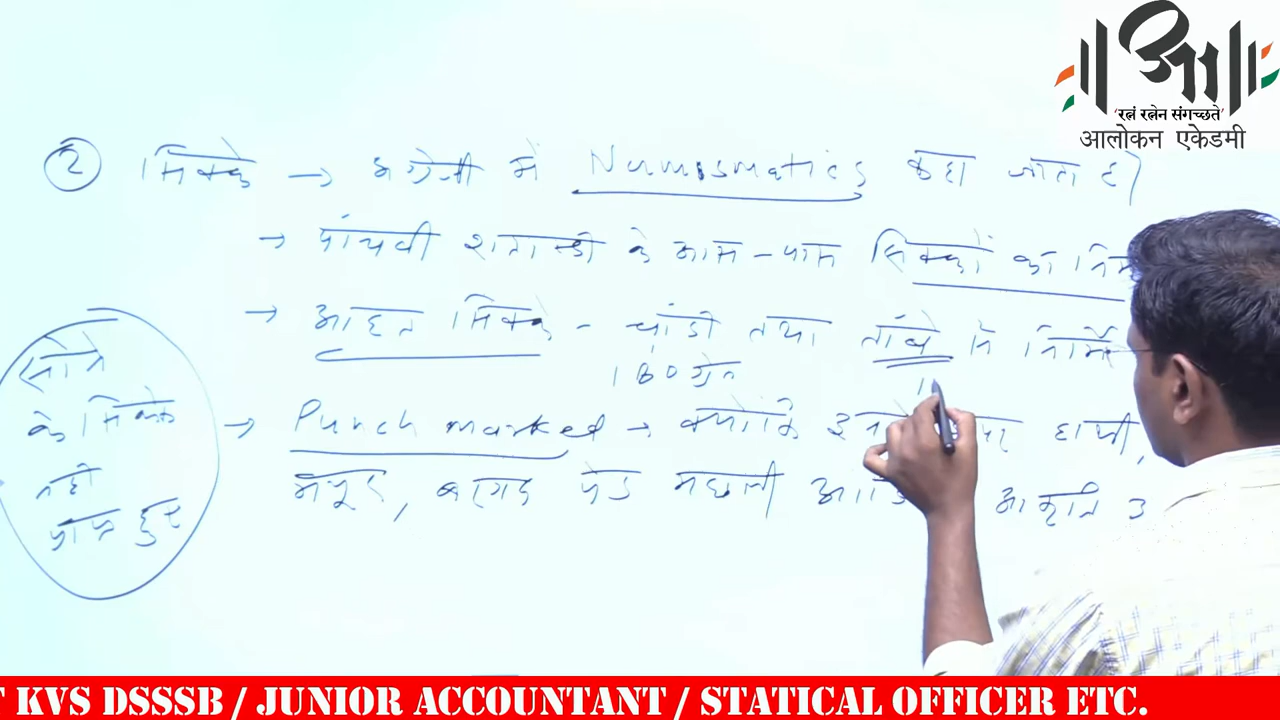 आ
'रत्नं रत्नेन संगच्छते'
आलोकन एकेडमी
② सिक्के → अंग्रेजी में Numismatics कहा जाता है)
→ पांचवी शताब्दी के आस - पास सिक्कों का निर्म
→ आहत सिक्के - चांदी तथा तांबे से निर्मि
180 ग्रेन 1
→ Punch marked → क्योंकि पर हाथी,
मयूर, बरगद पेड मछली आदि आकृति उ
सोने
के सिक्के
नहीं
प्राप्त हुए
T KVS DSSSB / JUNIOR ACCOUNTANT / STATICAL OFFICER ETC.